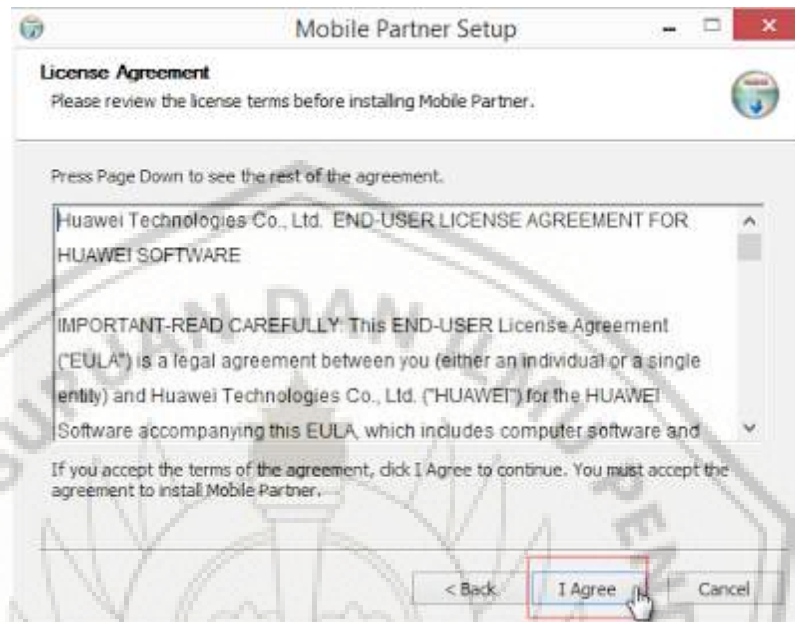 Mobile Partner Setup
License Agreement
Please review the license terms before installing Mobile Partner.
Press Page Down to see the rest of the agreement.
Huawei Technologies Co., Ltd. END-USER LICENSE AGREEMENT FOR
HUAWEI SOFTWARE
IMPORTANT-READ CAREFULLY: This END-USER License Agreement
("EULA") is a legal agreement between you (either an individual or a single
entity) and Huawei Technologies Co., Ltd. ("HUAWEI") for the HUAWEI
Software accompanying this EULA, which includes computer software and
If you accept the terms of the agreement, click I Agree to continue. You must accept the
agreement to install Mobile Partner.
< Back
I Agree
Cancel
DAN ILMU